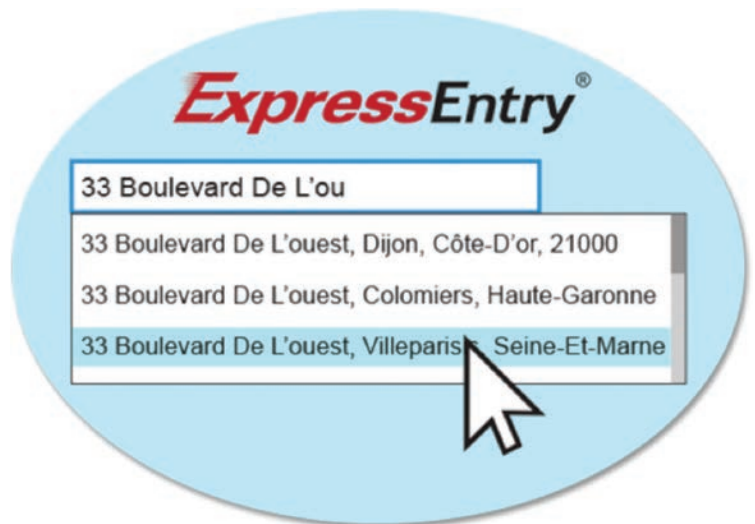 ExpressEntry®
33 Boulevard De L'ou
33 Boulevard De L'ouest, Dijon, Côte-D'or, 21000
33 Boulevard De L'ouest, Colomiers, Haute-Garonne
33 Boulevard De L'ouest, Villeparisis, Seine-Et-Marne